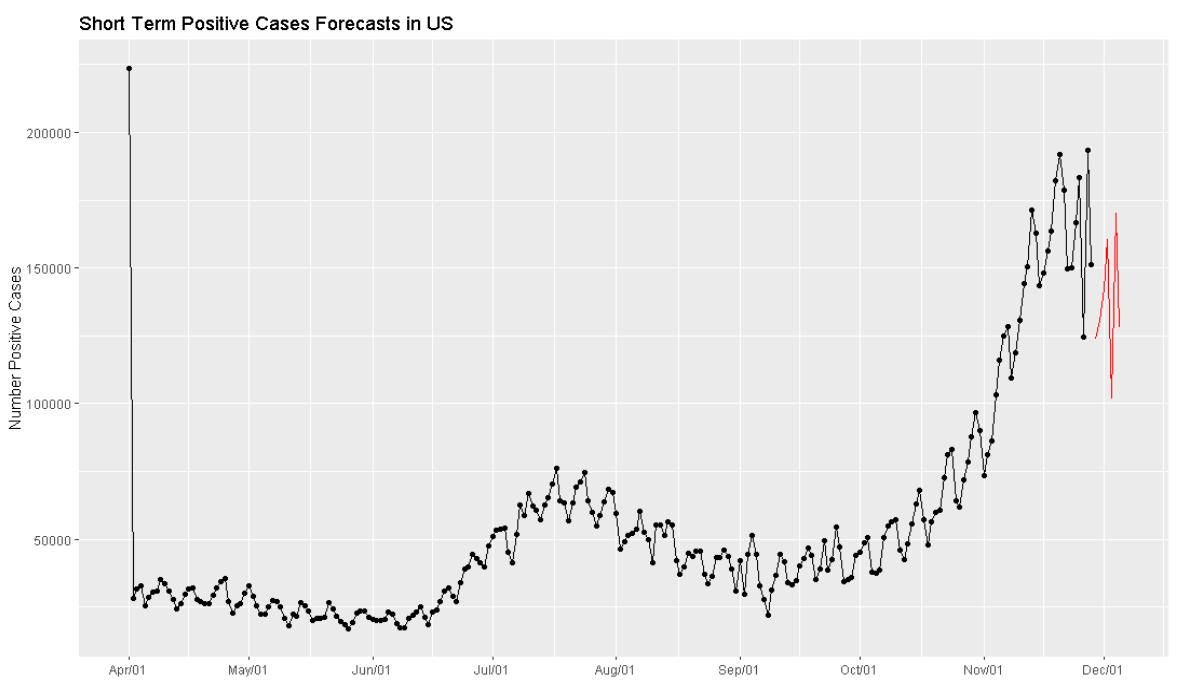 Short Term Positive Cases Forecasts in US
Number Positive Cases
200000
150000
100000
50000
Apr/01 May/01 Jun/01 Jul/01 Aug/01 Sep/01 Oct/01 Nov/01 Dec/01